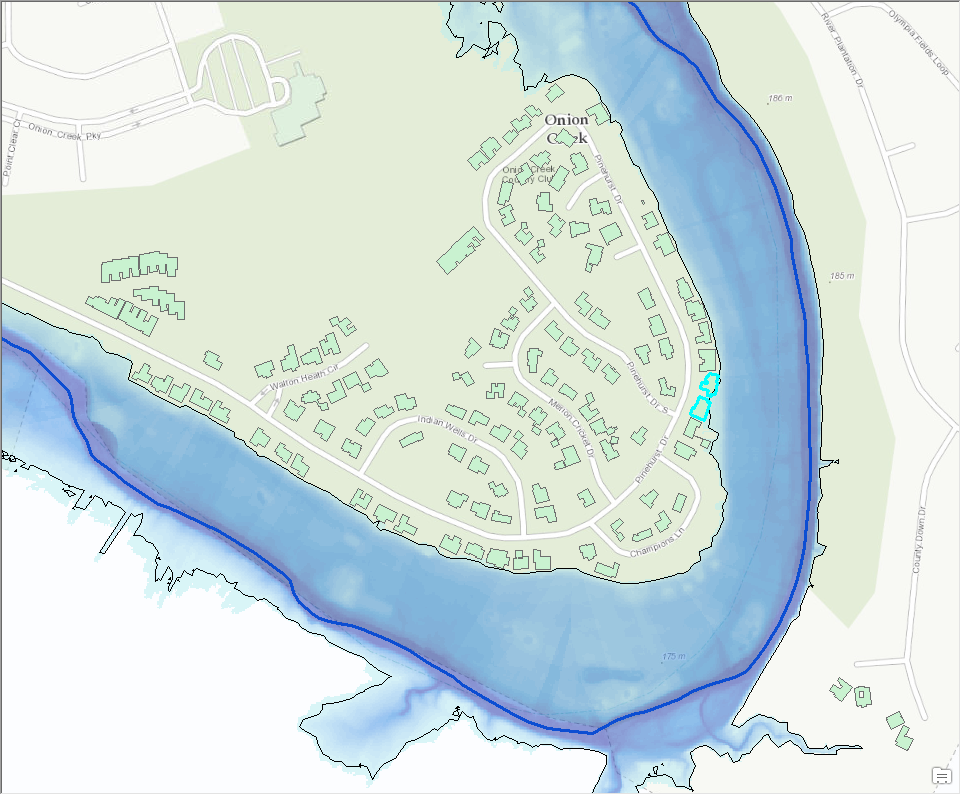 River Plantation Dr
Olympia Fields Loop
186 m
Onion Creek Pky
Point Clear C
Onion
Creek
Onion Creek
Country Club
Pinehurst Dr
185 m
Walton Heath Cir
Pinehurst Dr S
Merion Cricket Dr
Indian Wells Dr
Pinehurst Dr
County Down Dr
Champions Ln
175 m